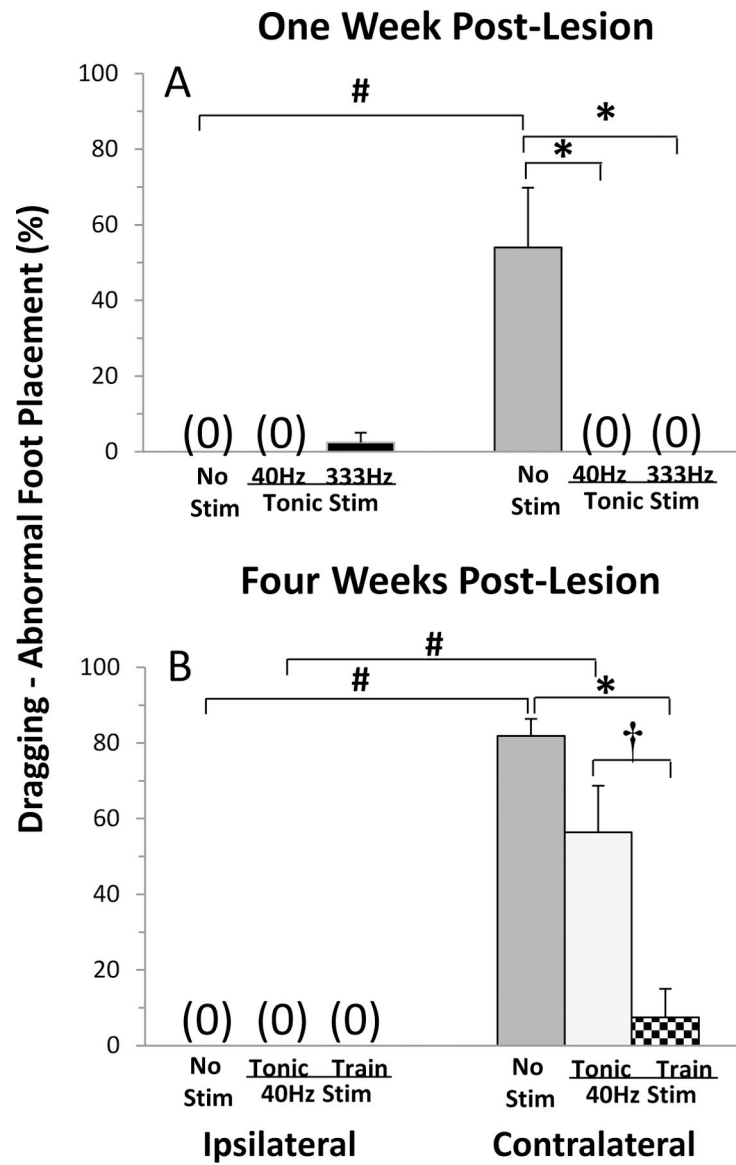 One Week Post-Lesion
Dragging - Abnormal Foot Placement (%)
A
#
*
*
100
80
60
40
20
0
(0) (0) (0) (0)
No Stim 40Hz 333Hz No Stim 40Hz 333Hz
Tonic Stim Tonic Stim
Four Weeks Post-Lesion
B
#
#
*
†
100
80
60
40
20
0
(0) (0) (0)
No Stim Tonic Train No Stim Tonic Train
40Hz Stim 40Hz Stim
Ipsilateral Contralateral